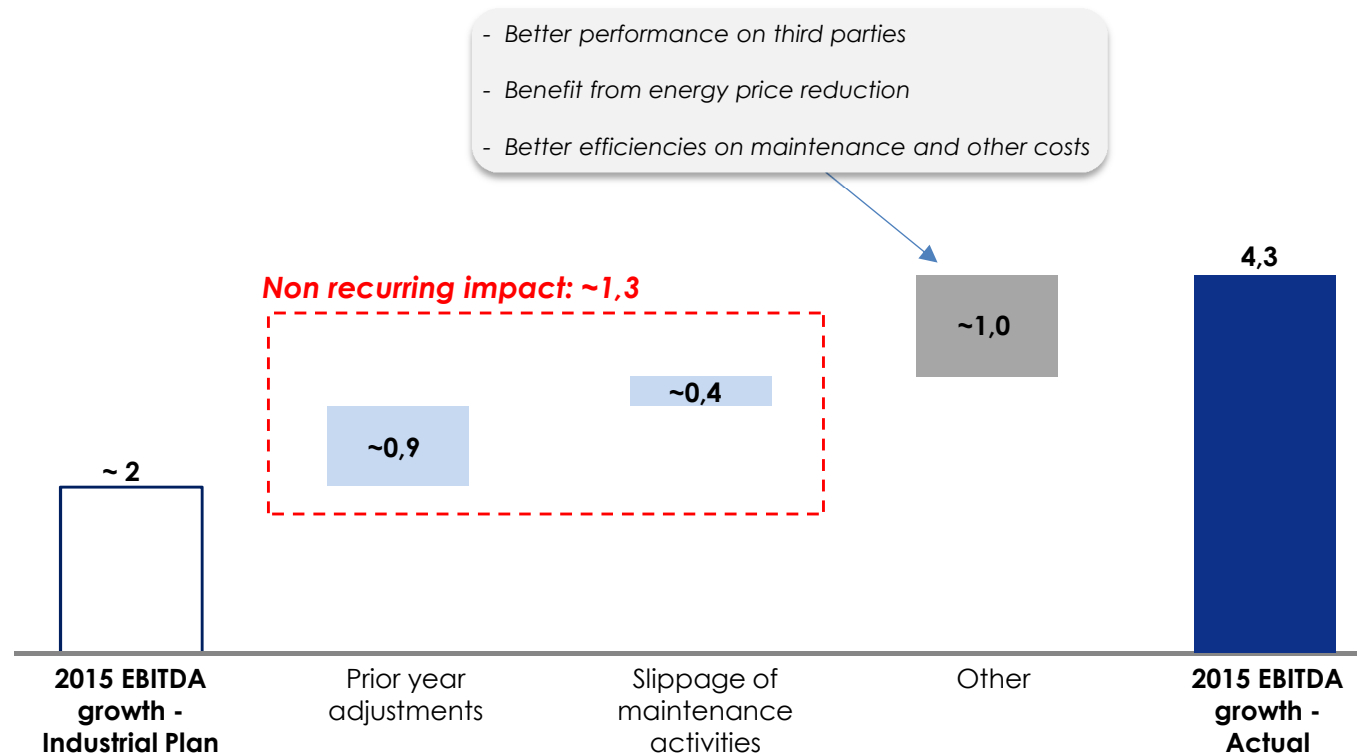 - Better performance on third parties
- Benefit from energy price reduction
- Better efficiencies on maintenance and other costs
4,3
Non recurring impact: ~1,3
~1,0
~0,4
~0,9
~ 2
2015 EBITDA
growth -
Industrial Plan
Prior year
adjustments
Slippage of
maintenance
activities
Other
2015 EBITDA
growth -
Actual